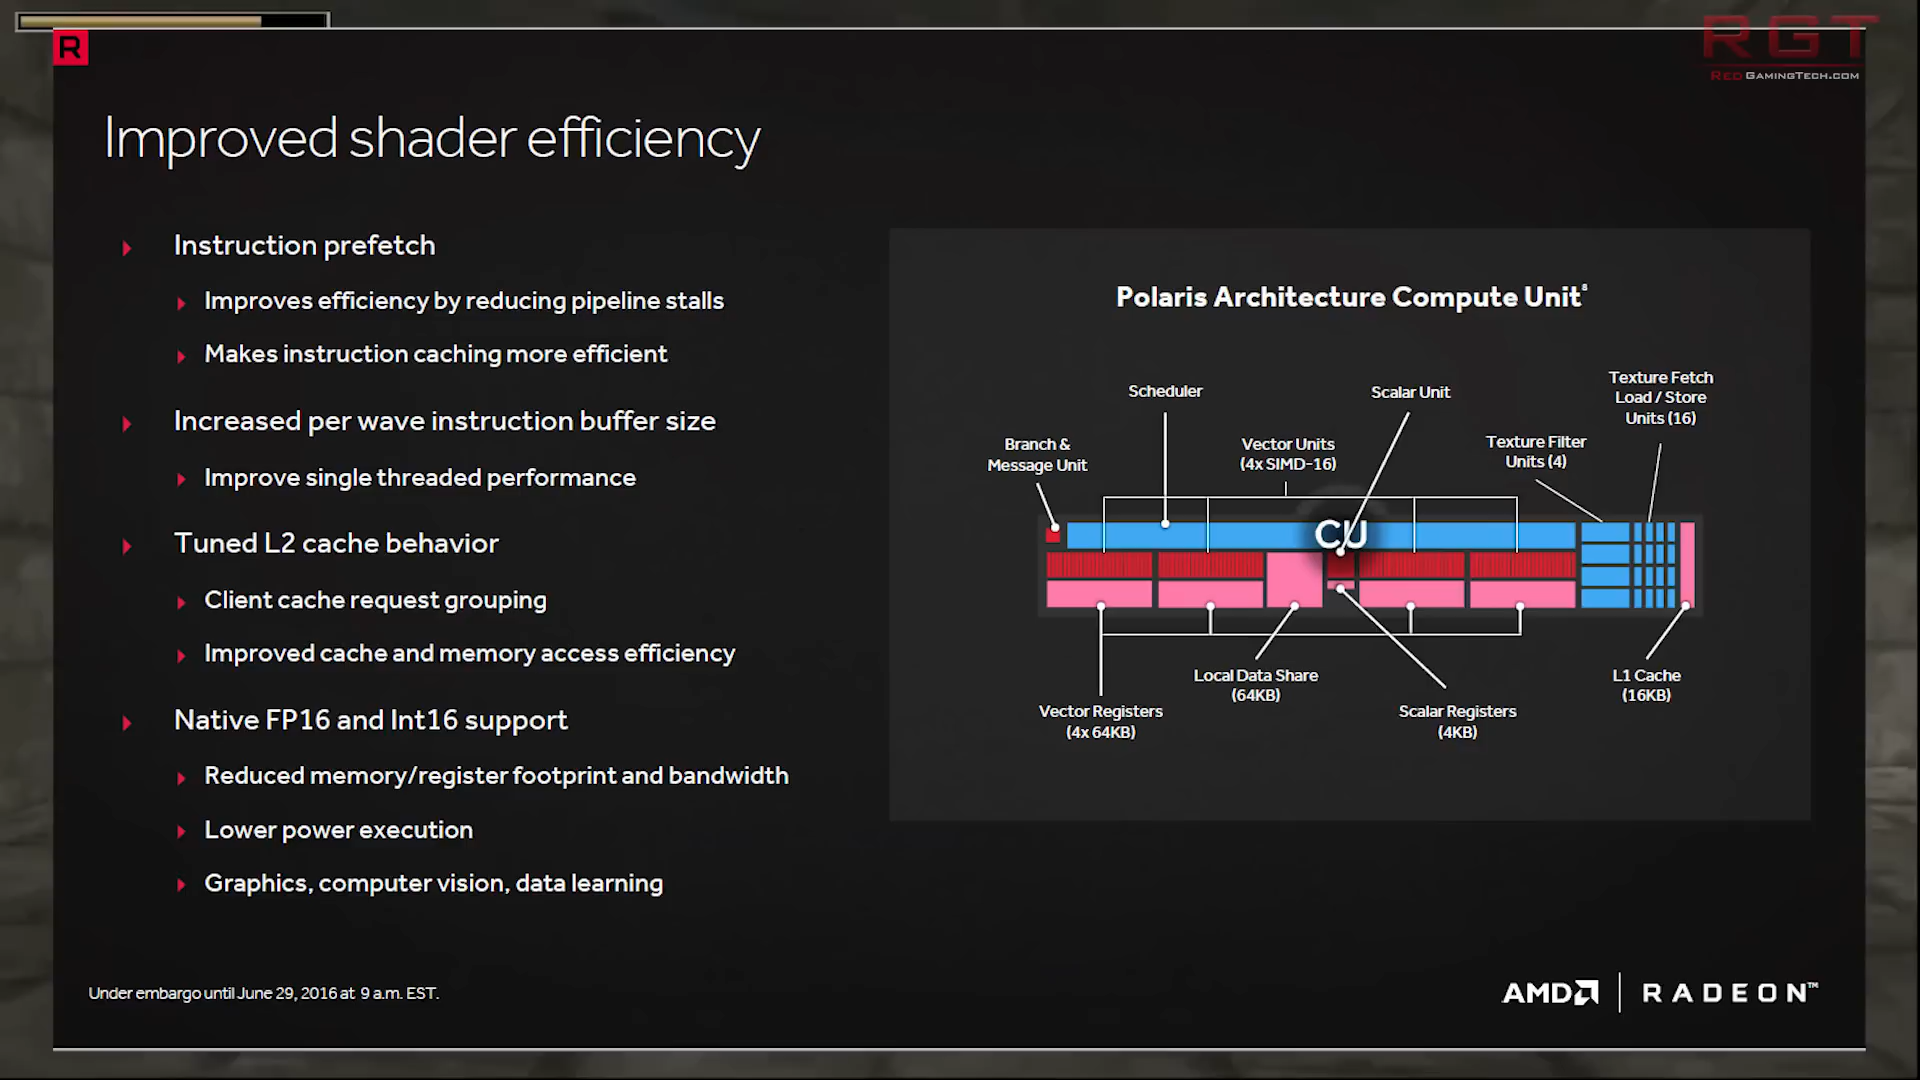 R
RGT
REDGAMINGTECH.COM
Improved shader efficiency
Instruction prefetch
Improves efficiency by reducing pipeline stalls
Makes instruction caching more efficient
Increased per wave instruction buffer size
Improve single threaded performance
Tuned L2 cache behavior
Client cache request grouping
Improved cache and memory access efficiency
Native FP16 and Int16 support
Reduced memory/register footprint and bandwidth
Lower power execution
Graphics, computer vision, data learning
Polaris Architecture Compute Unit⁸
Scheduler
Scalar Unit
Texture Fetch
Load / Store
Units (16)
Branch &
Message Unit
Vector Units
(4x SIMD-16)
Texture Filter
Units (4)
CU
Local Data Share
(64KB)
L1 Cache
(16KB)
Vector Registers
(4x 64KB)
Scalar Registers
(4KB)
Under embargo until June 29, 2016 at 9 a.m. EST.
AMD
RADEON™